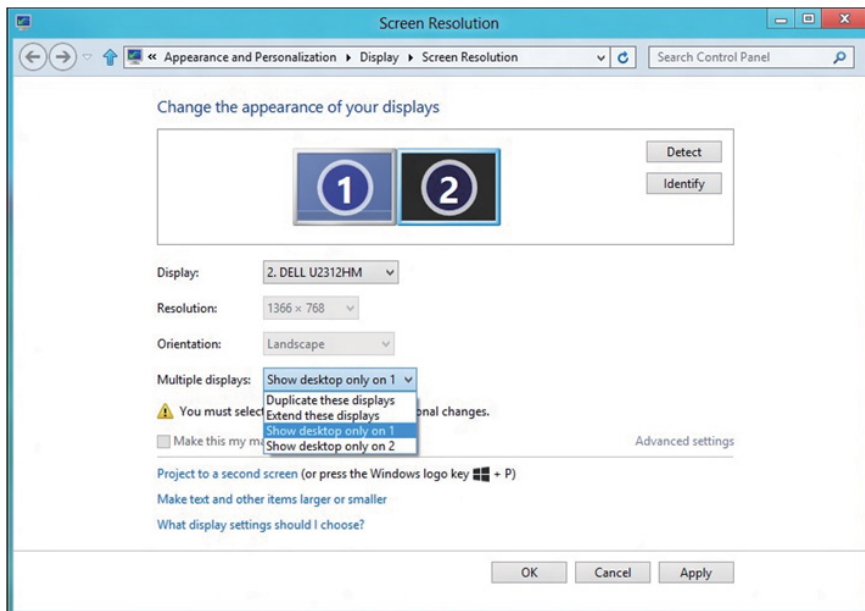 Screen Resolution
« Appearance and Personalization Display Screen Resolution Search Control Panel
Change the appearance of your displays
1 2
Detect
Identify
Display: 2. DELL U2312HM
Resolution: 1366 × 768
Orientation: Landscape
Multiple displays: Show desktop only on 1
Duplicate these displays
Extend these displays
Show desktop only on 1
Show desktop only on 2
You must selec onal changes.
Make this my ma
Advanced settings
Project to a second screen (or press the Windows logo key + P)
Make text and other items larger or smaller
What display settings should I choose?
OK Cancel Apply